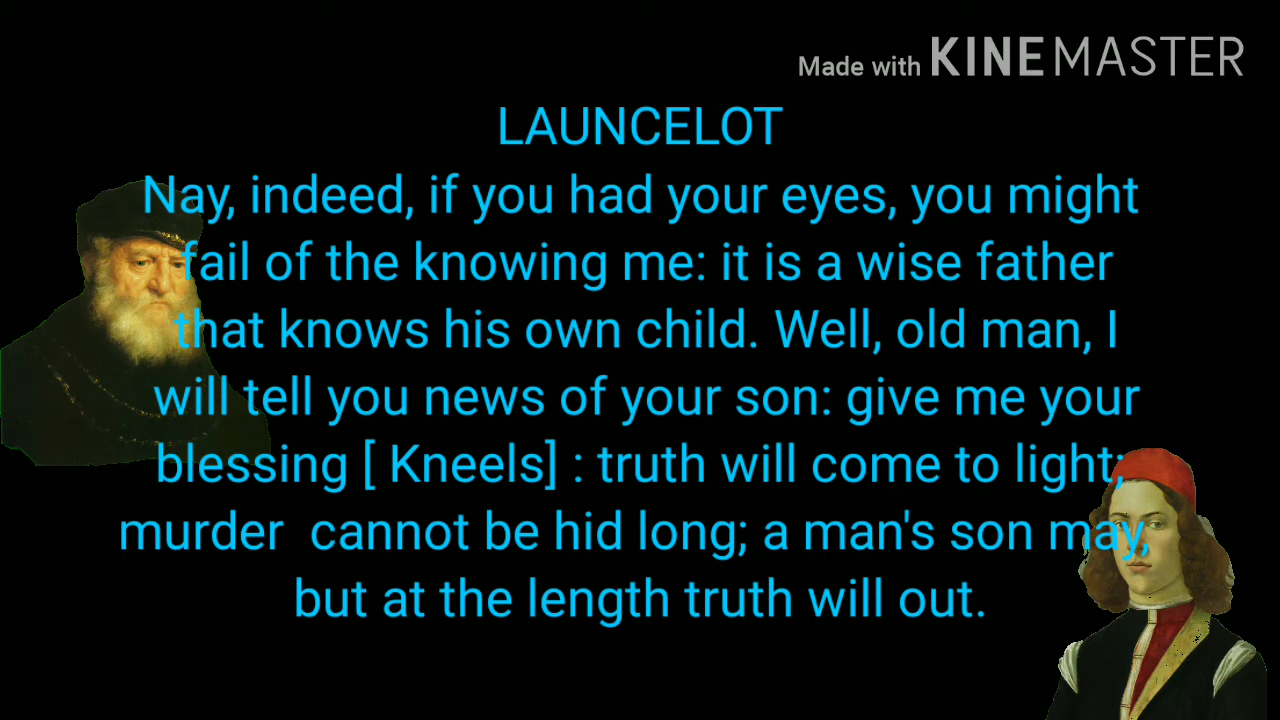 Made with KINEMASTER
LAUNCELOT
Nay, indeed, if you had your eyes, you might
fail of the knowing me: it is a wise father
that knows his own child. Well, old man, I
will tell you news of your son: give me your
blessing [ Kneels] : truth will come to light;
murder  cannot be hid long; a man's son may,
but at the length truth will out.